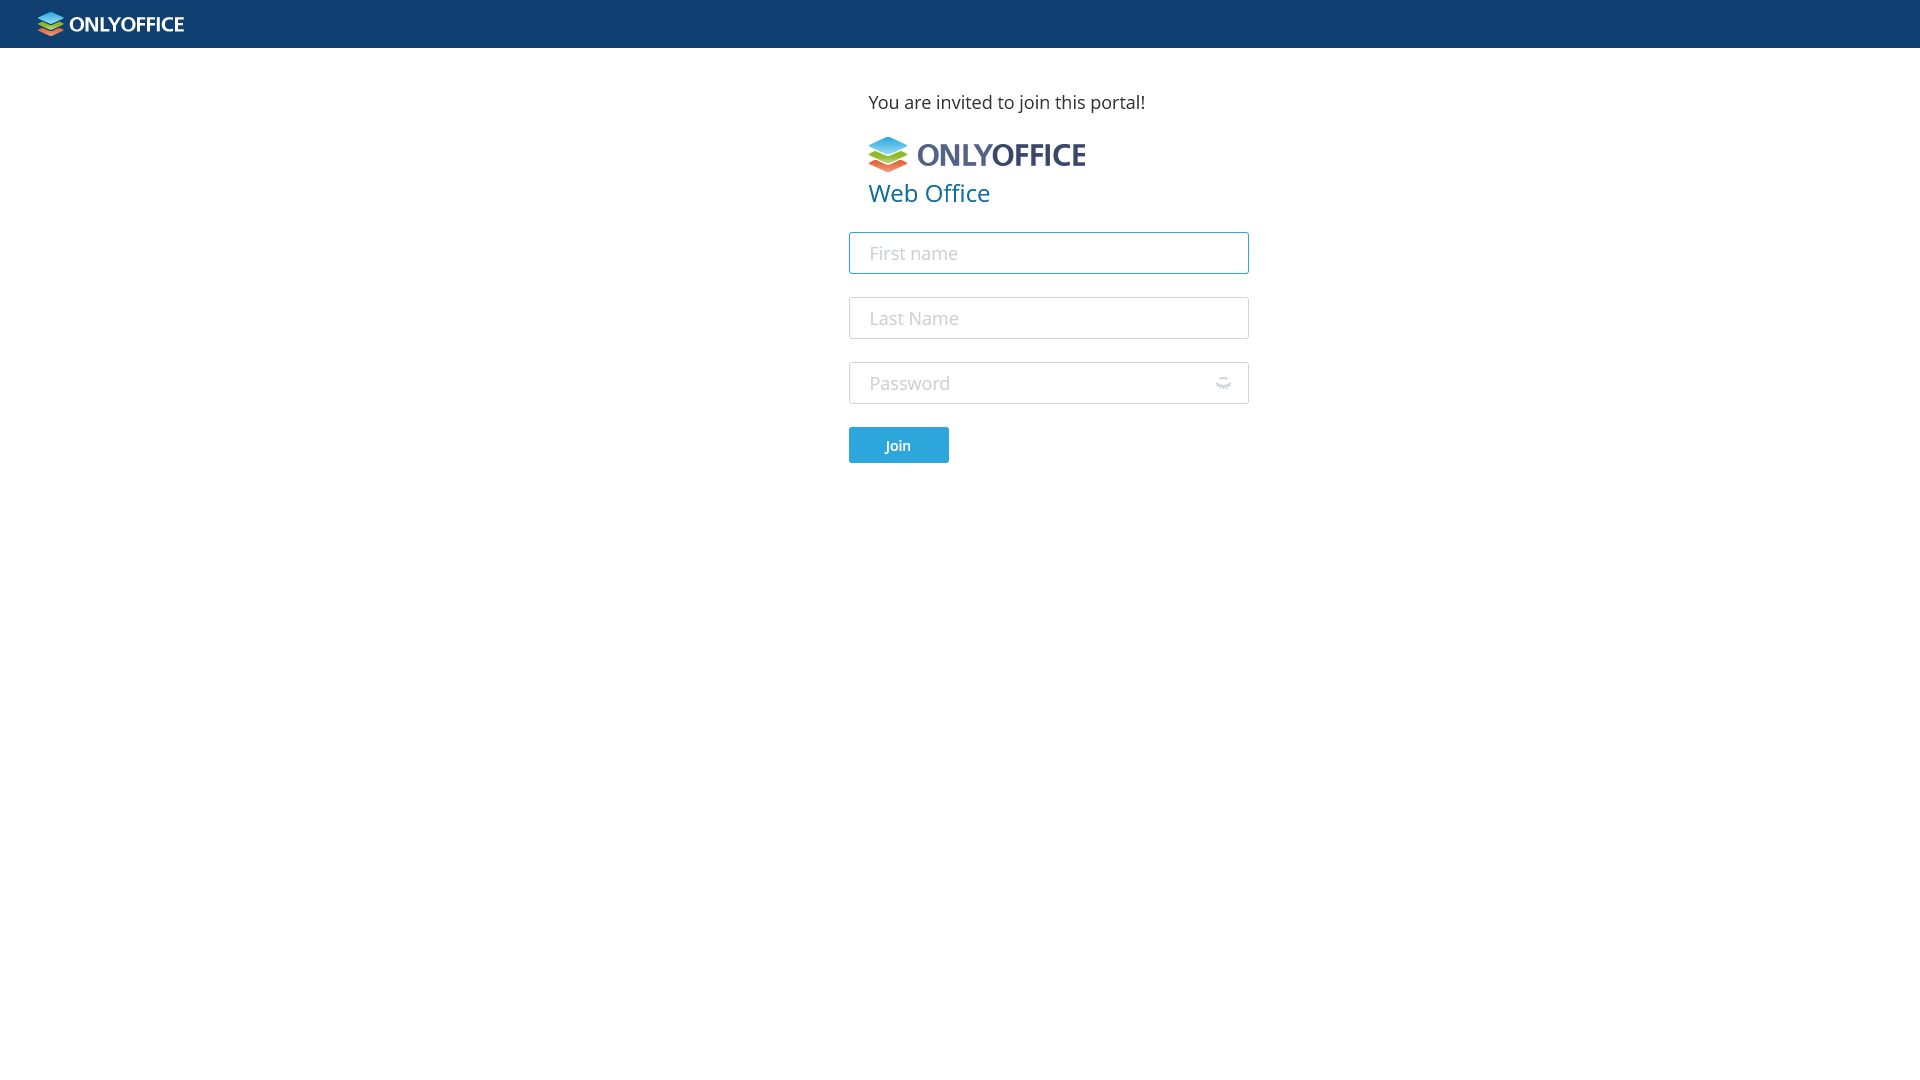 ONLYOFFICE
You are invited to join this portal!
ONLYOFFICE
Web Office
First name
Last Name
Password
Join